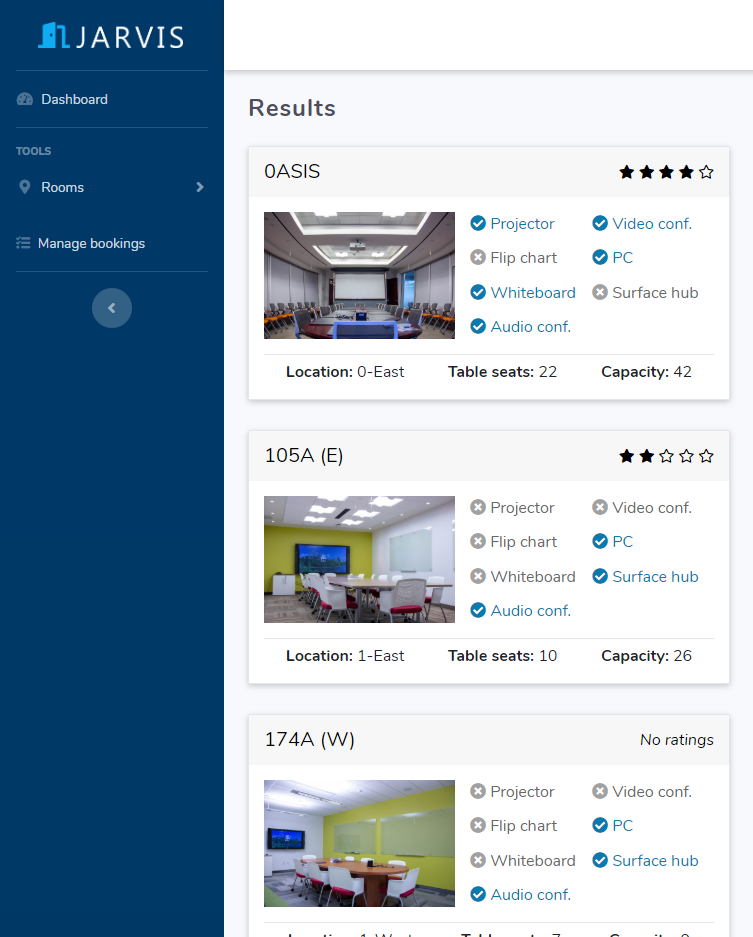 JARVIS
Dashboard
TOOLS
Rooms
Manage bookings
Results
0ASIS
Projector Video conf.
Flip chart PC
Whiteboard Surface hub
Audio conf.
Location: 0-East Table seats: 22 Capacity: 42
105A (E)
Projector Video conf.
Flip chart PC
Whiteboard Surface hub
Audio conf.
Location: 1-East Table seats: 10 Capacity: 26
174A (W) No ratings
Projector Video conf.
Flip chart PC
Whiteboard Surface hub
Audio conf.